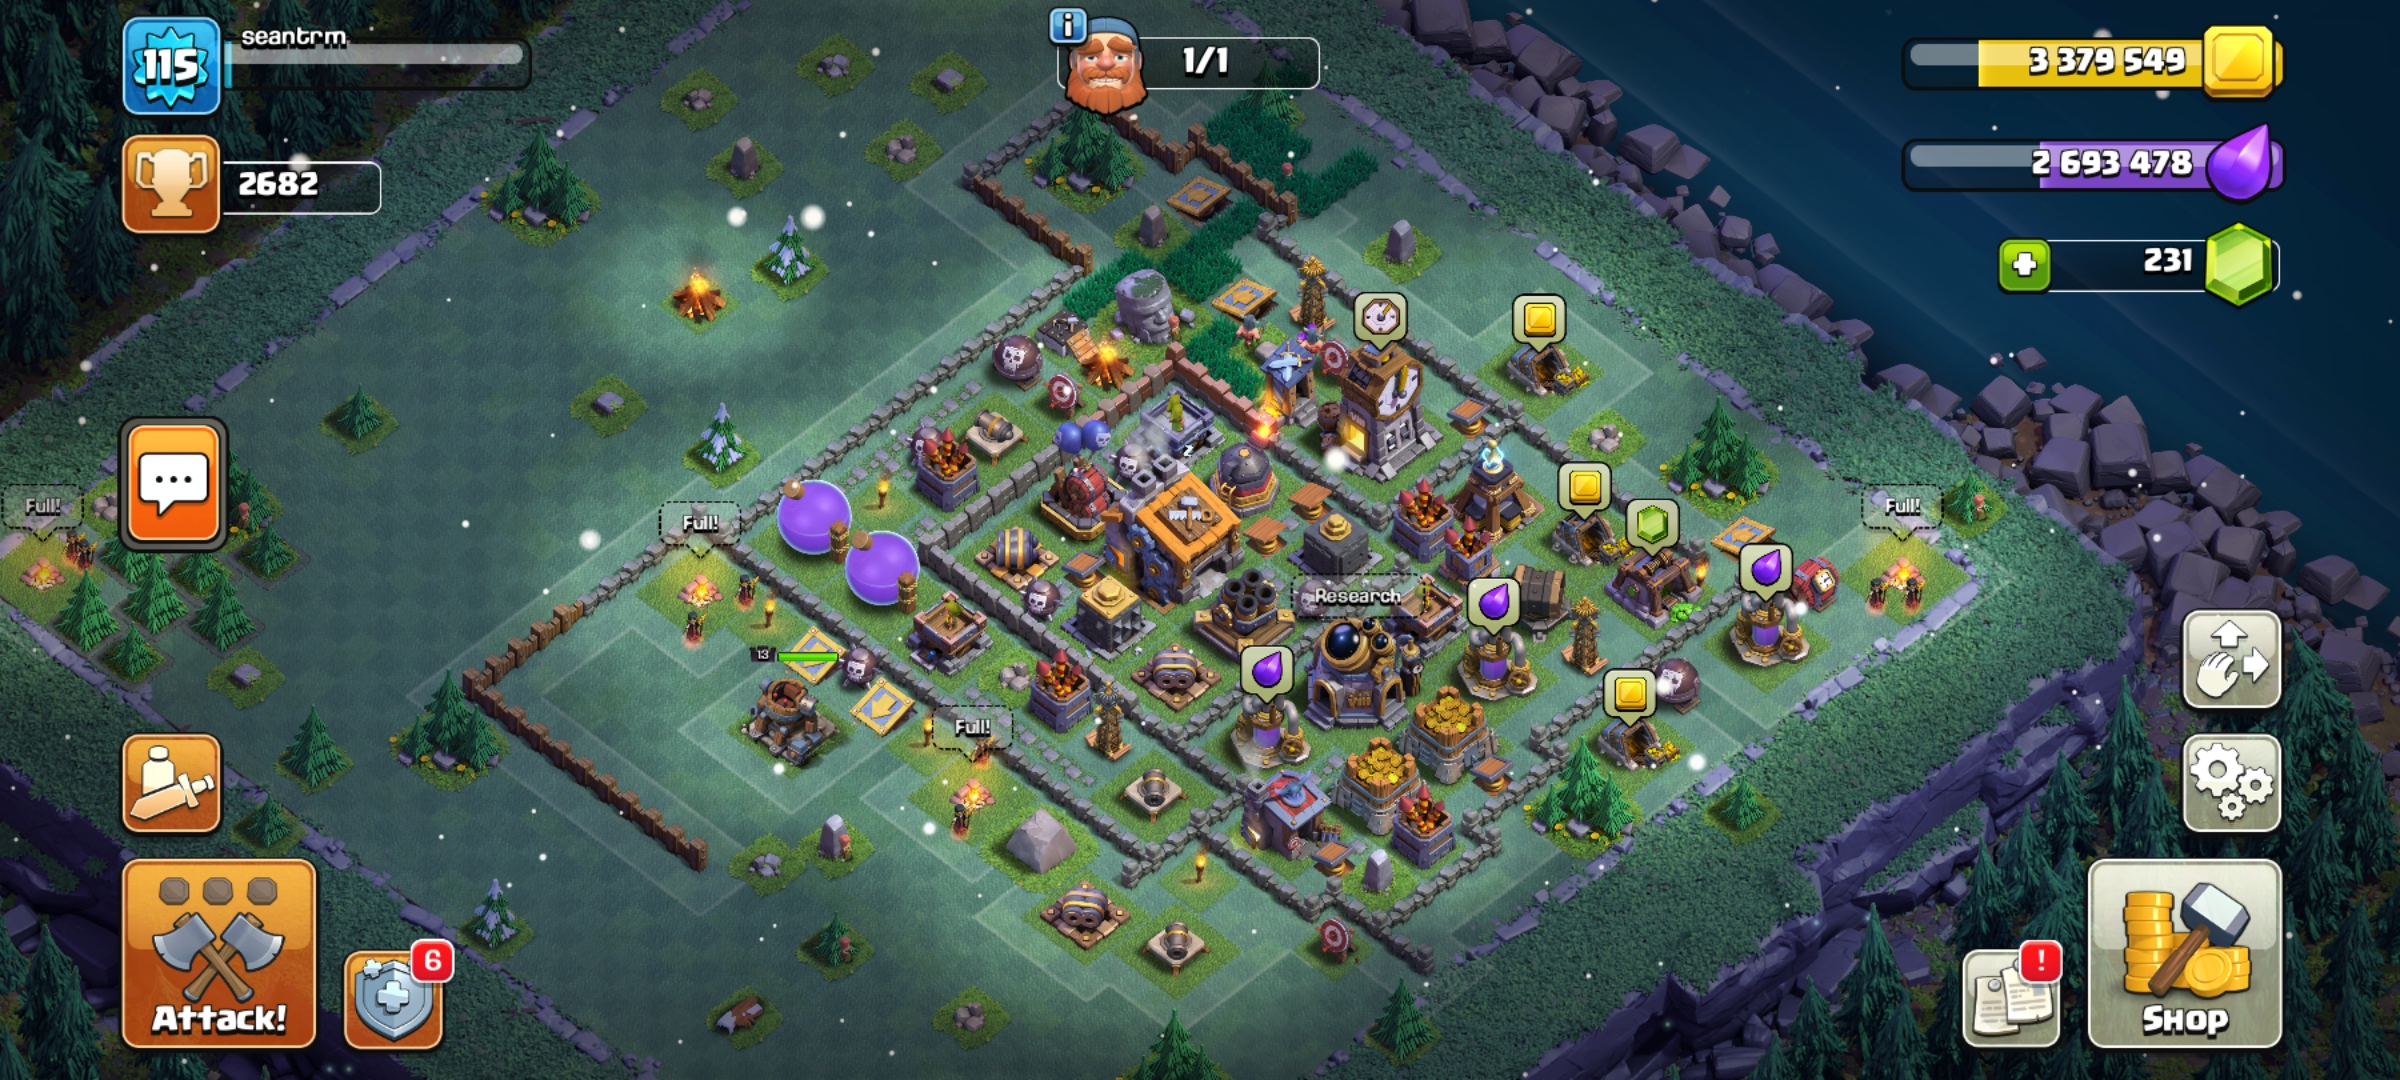 115
seantrm
1/1
3 379 549
2682
2 693 478
231
Full!
Full!
Full!
Research
13
Full!
Attack!
6
!
Shop